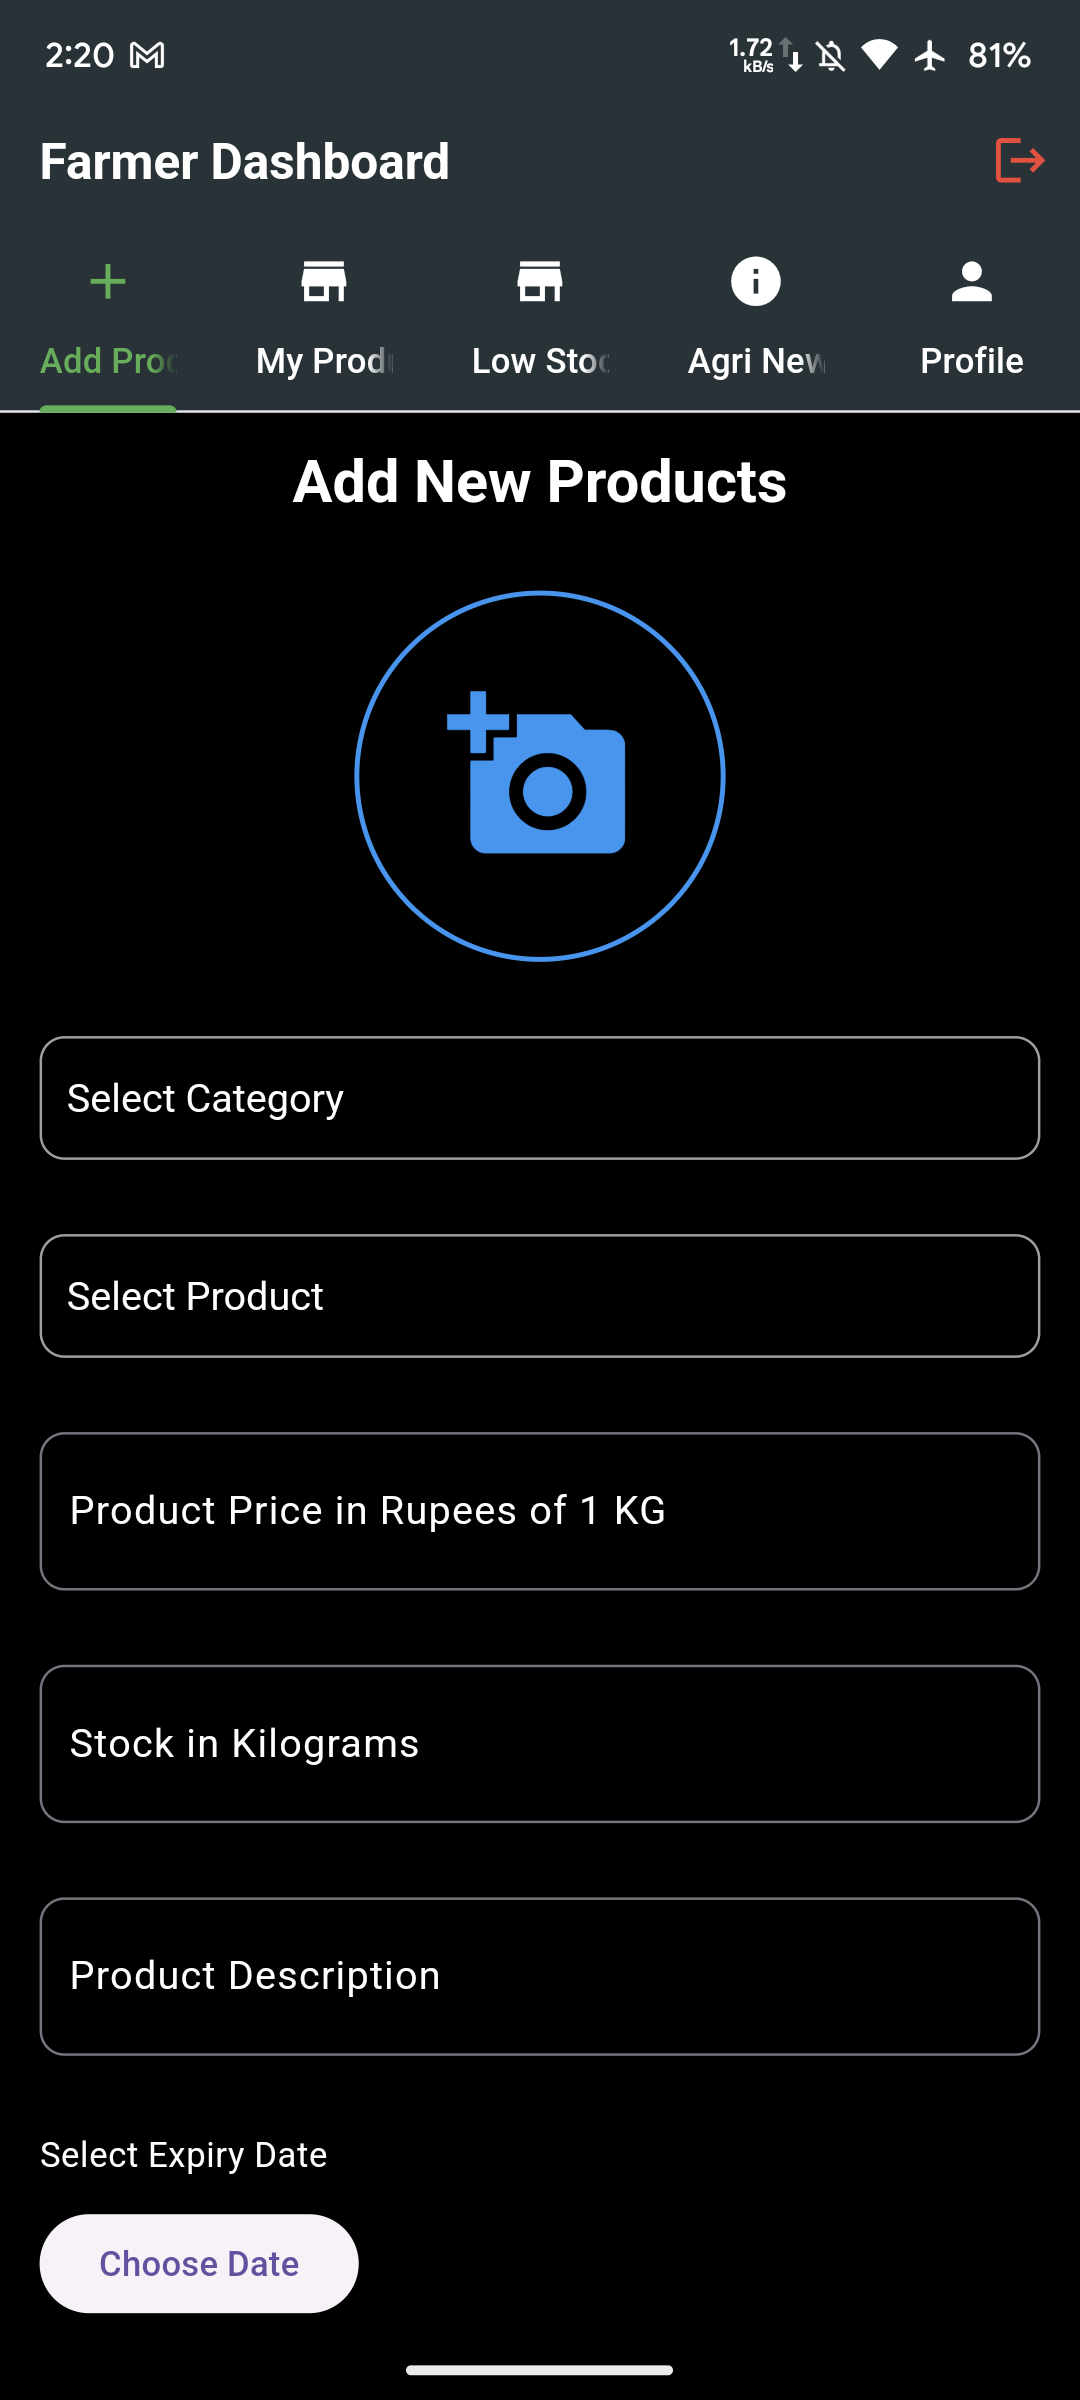 2:20 1.72 kB/s 81%
Farmer Dashboard
Add Proc My Produ Low Stoc Agri New Profile
Add New Products
Select Category
Select Product
Product Price in Rupees of 1 KG
Stock in Kilograms
Product Description
Select Expiry Date
Choose Date